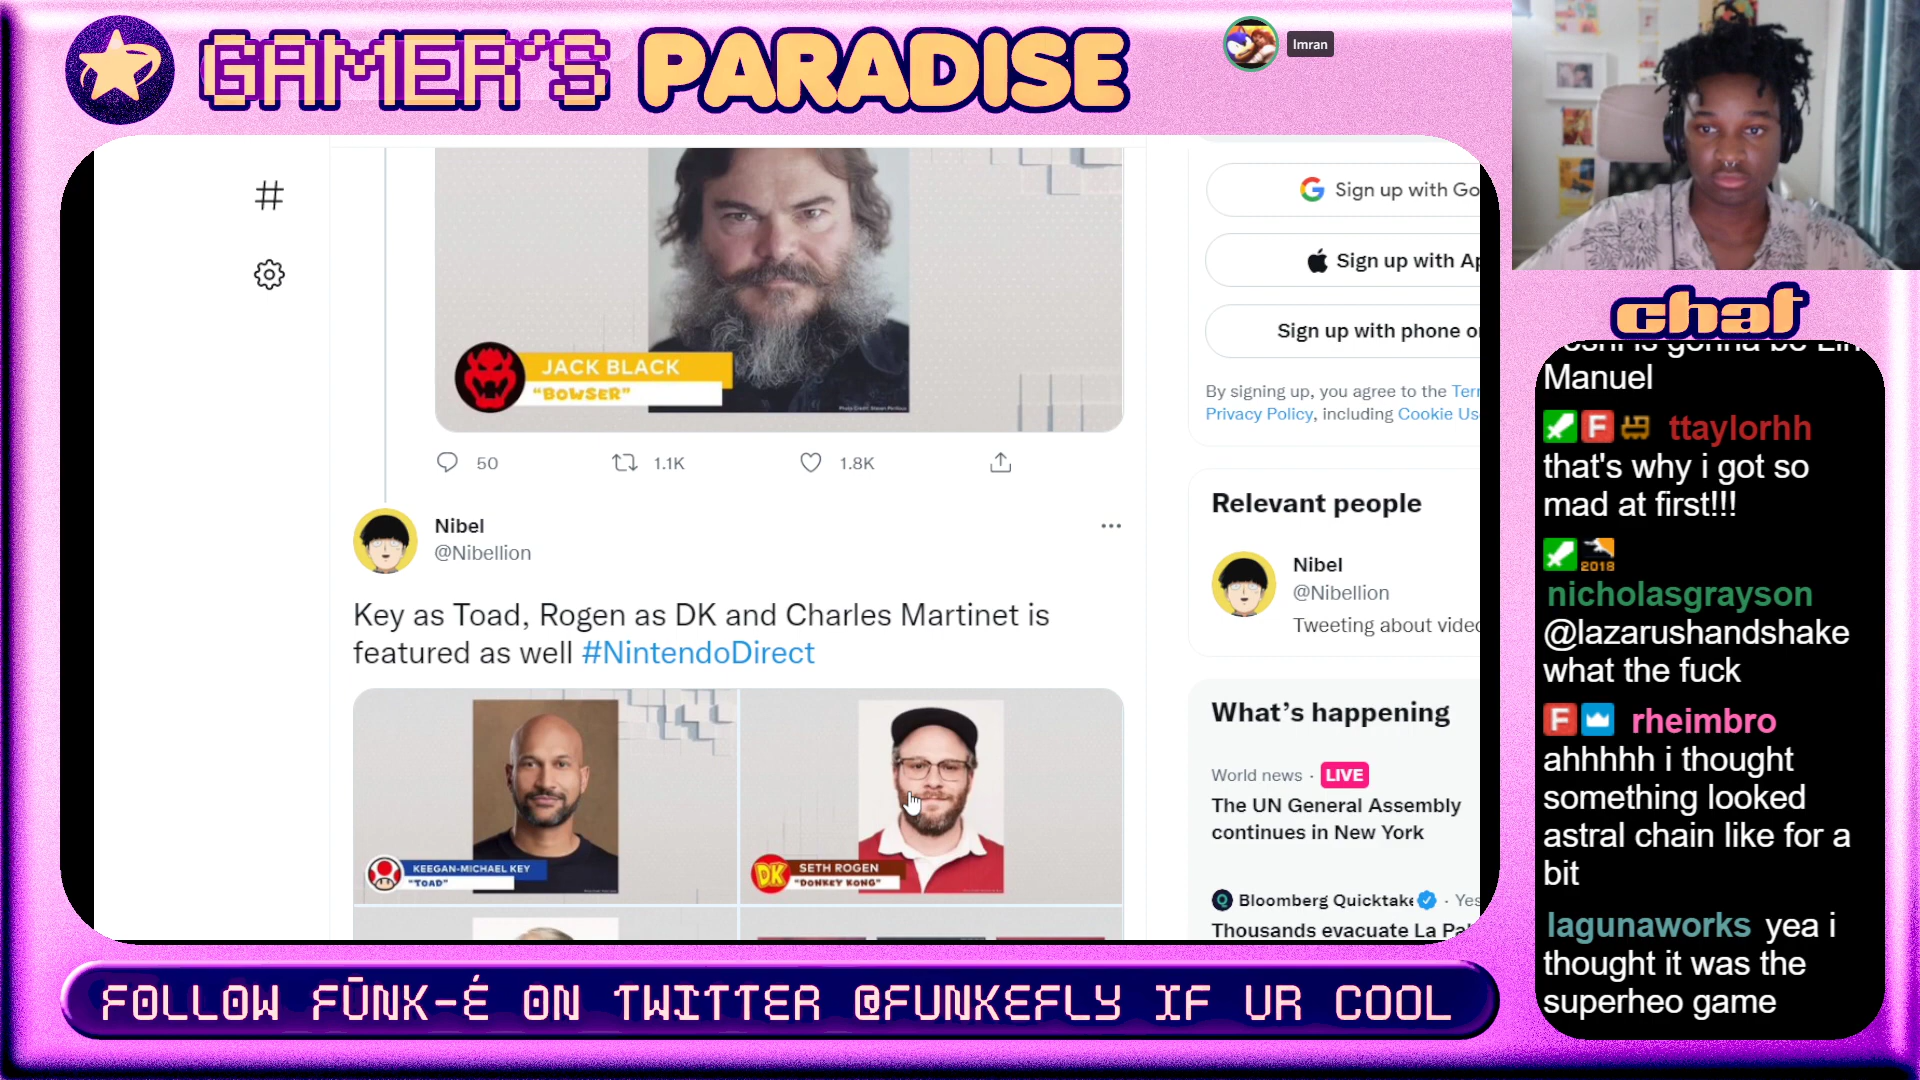 GAMER'S PARADISE
Imran
#
JACK BLACK
"BOWSER"
50
1.1K
1.8K
Nibel
@Nibellion
Key as Toad, Rogen as DK and Charles Martinet is
featured as well #NintendoDirect
KEEGAN-MICHAEL KEY
"TOAD"
DK
SETH ROGEN
"DONKEY KONG"
Sign up with Go
Sign up with Ap
Sign up with phone or
By signing up, you agree to the Terr
Privacy Policy, including Cookie Us
Relevant people
Nibel
@Nibellion
Tweeting about videc
What's happening
World news · LIVE
The UN General Assembly
continues in New York
Bloomberg Quicktake · Yes
Thousands evacuate La Pal
chat
Manuel
F ttaylorhh
that's why i got so
mad at first!!!
2018
nicholasgrayson
@lazarushandshake
what the fuck
F rheimbro
ahhhhh i thought
something looked
astral chain like for a
bit
lagunaworks yea i
thought it was the
superheo game
FOLLOW FŪNK-É ON TWITTER @FUNKEFLY IF UR COOL